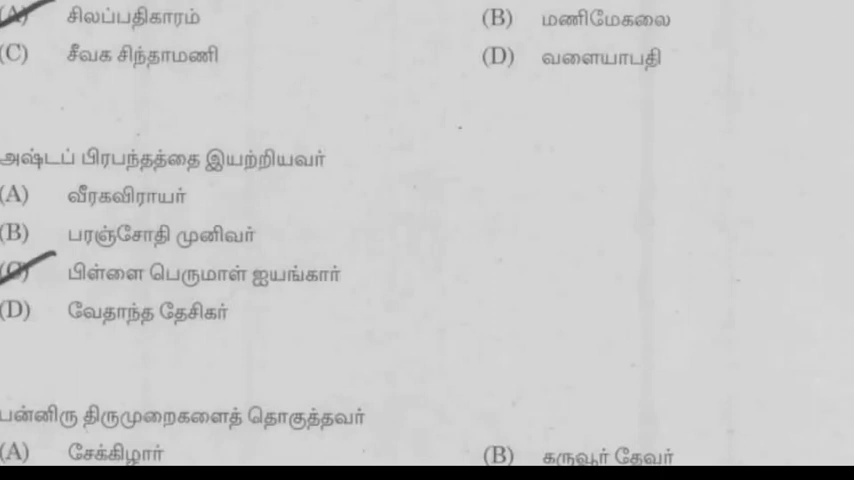 (A) சிலப்பதிகாரம் (B) மணிமேகலை
(C) சீவக சிந்தாமணி (D) வளையாபதி
அஷ்டப் பிரபந்தத்தை இயற்றியவர்
(A) வீரகவிராயர்
(B) பரஞ்சோதி முனிவர்
(C) பிள்ளை பெருமாள் ஐயங்கார்
(D) வேதாந்த தேசிகர்
பன்னிரு திருமுறைகளைத் தொகுத்தவர்
(A) சேக்கிழார் (B) கருவூர் தேவர்